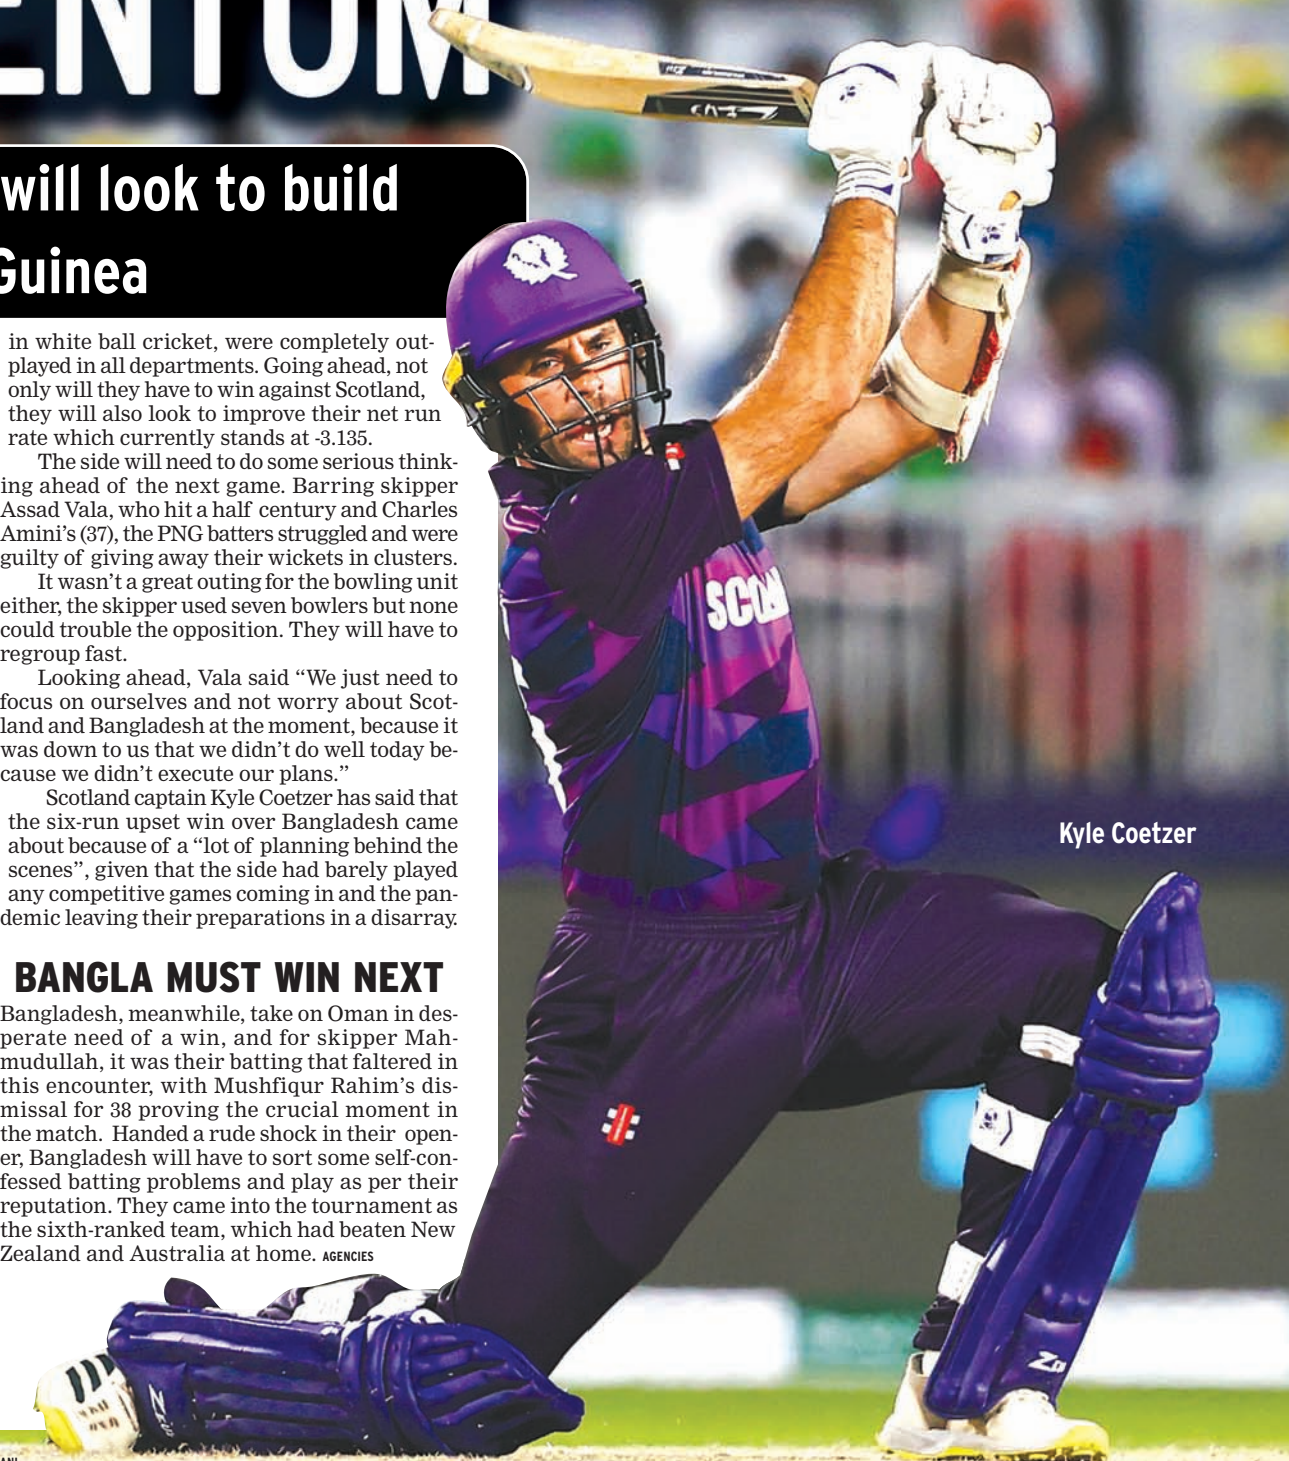 ENTUM
will look to build
Guinea
in white ball cricket, were completely out-
played in all departments. Going ahead, not
only will they have to win against Scotland,
they will also look to improve their net run
rate which currently stands at -3.135.
The side will need to do some serious think-
ing ahead of the next game. Barring skipper
Assad Vala, who hit a half century and Charles
Amini's (37), the PNG batters struggled and were
guilty of giving away their wickets in clusters.
It wasn't a great outing for the bowling unit
either, the skipper used seven bowlers but none
could trouble the opposition. They will have to
regroup fast.
Looking ahead, Vala said “We just need to
focus on ourselves and not worry about Scot-
land and Bangladesh at the moment, because it
was down to us that we didn't do well today be-
cause we didn't execute our plans.”
Scotland captain Kyle Coetzer has said that
the six-run upset win over Bangladesh came
about because of a “lot of planning behind the
scenes”, given that the side had barely played
any competitive games coming in and the pan-
demic leaving their preparations in a disarray.
BANGLA MUST WIN NEXT
Bangladesh, meanwhile, take on Oman in des-
perate need of a win, and for skipper Mah-
mudullah, it was their batting that faltered in
this encounter, with Mushfiqur Rahim's dis-
missal for 38 proving the crucial moment in
the match. Handed a rude shock in their open-
er, Bangladesh will have to sort some self-con-
fessed batting problems and play as per their
reputation. They came into the tournament as
the sixth-ranked team, which had beaten New
Zealand and Australia at home. AGENCIES
Kyle Coetzer